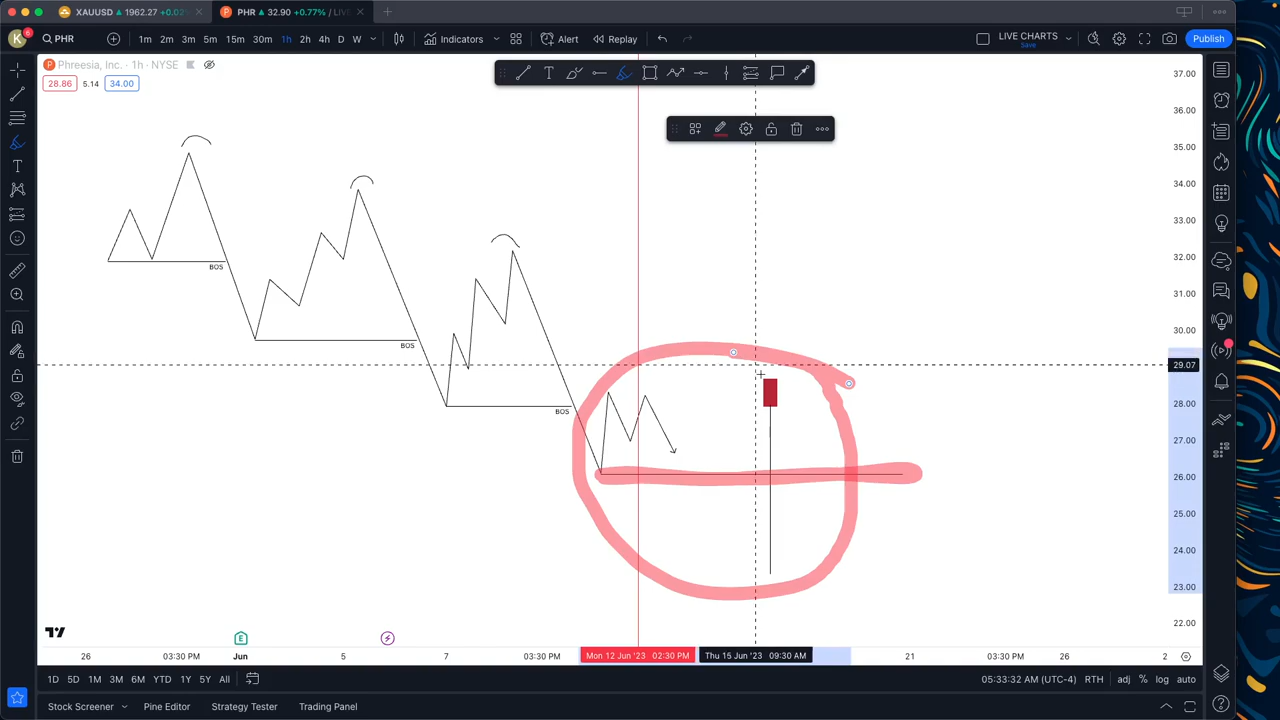 XAUUSD ▲ 1962.27 +0.02%
PHR ▲ 32.90 +0.77% / LIVE
K 6 PHR 1m 2m 3m 5m 15m 30m 1h 2h 4h D W Indicators Alert Replay LIVE CHARTS Save Publish
P Phreesia, Inc. · 1h · NYSE
28.86 5.14 34.00
T
T
37.00
36.00
35.00
34.00
33.00
32.00
31.00
30.00
29.07
28.00
27.00
26.00
25.00
24.00
23.00
22.00
BOS
BOS
BOS
E
26 03:30 PM Jun 5 7 03:30 PM Mon 12 Jun '23 02:30 PM Thu 15 Jun '23 09:30 AM 21 03:30 PM 26 2
1D 5D 1M 3M 6M YTD 1Y 5Y All 05:33:32 AM (UTC-4) RTH adj % log auto
Stock Screener Pine Editor Strategy Tester Trading Panel